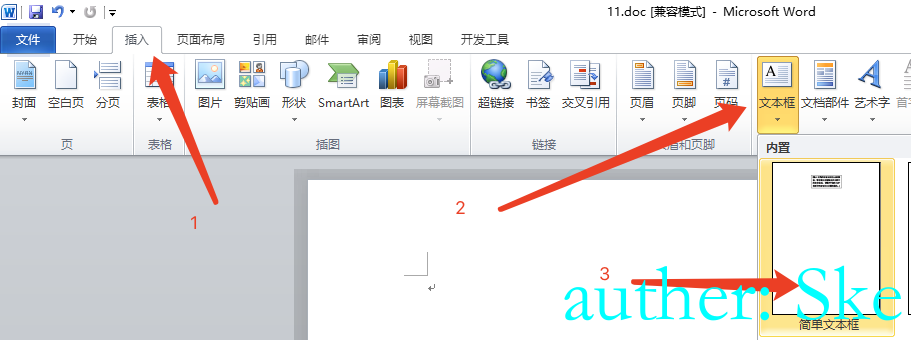 11.doc [兼容模式] - Microsoft Word
文件 开始 插入 页面布局 引用 邮件 审阅 视图 开发工具
封面 空白页 分页 表格 图片 剪贴画 形状 SmartArt 图表 屏幕截图 超链接 书签 交叉引用 页眉 页脚 页码 文本框 文档部件 艺术字
页 表格 插图 链接 页眉和页脚
内置
1
2
3
auther: Ske
简单文本框